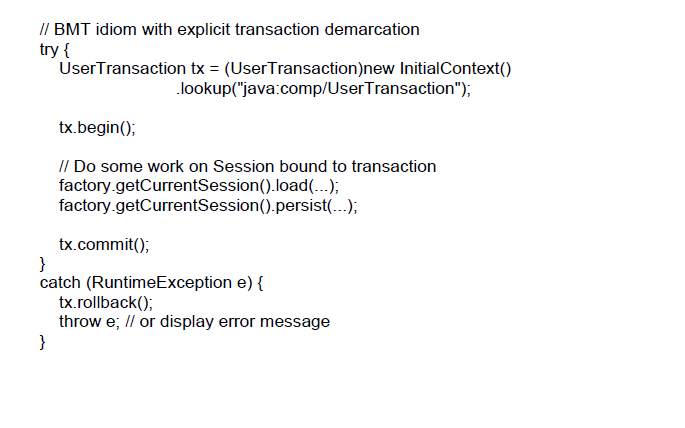 // BMT idiom with explicit transaction demarcation
try {
UserTransaction tx = (UserTransaction)new InitialContext()
.lookup("java:comp/UserTransaction");
tx.begin();
// Do some work on Session bound to transaction
factory.getCurrentSession().load(...);
factory.getCurrentSession().persist(...);
tx.commit();
}
catch (RuntimeException e) {
tx.rollback();
throw e; // or display error message
}